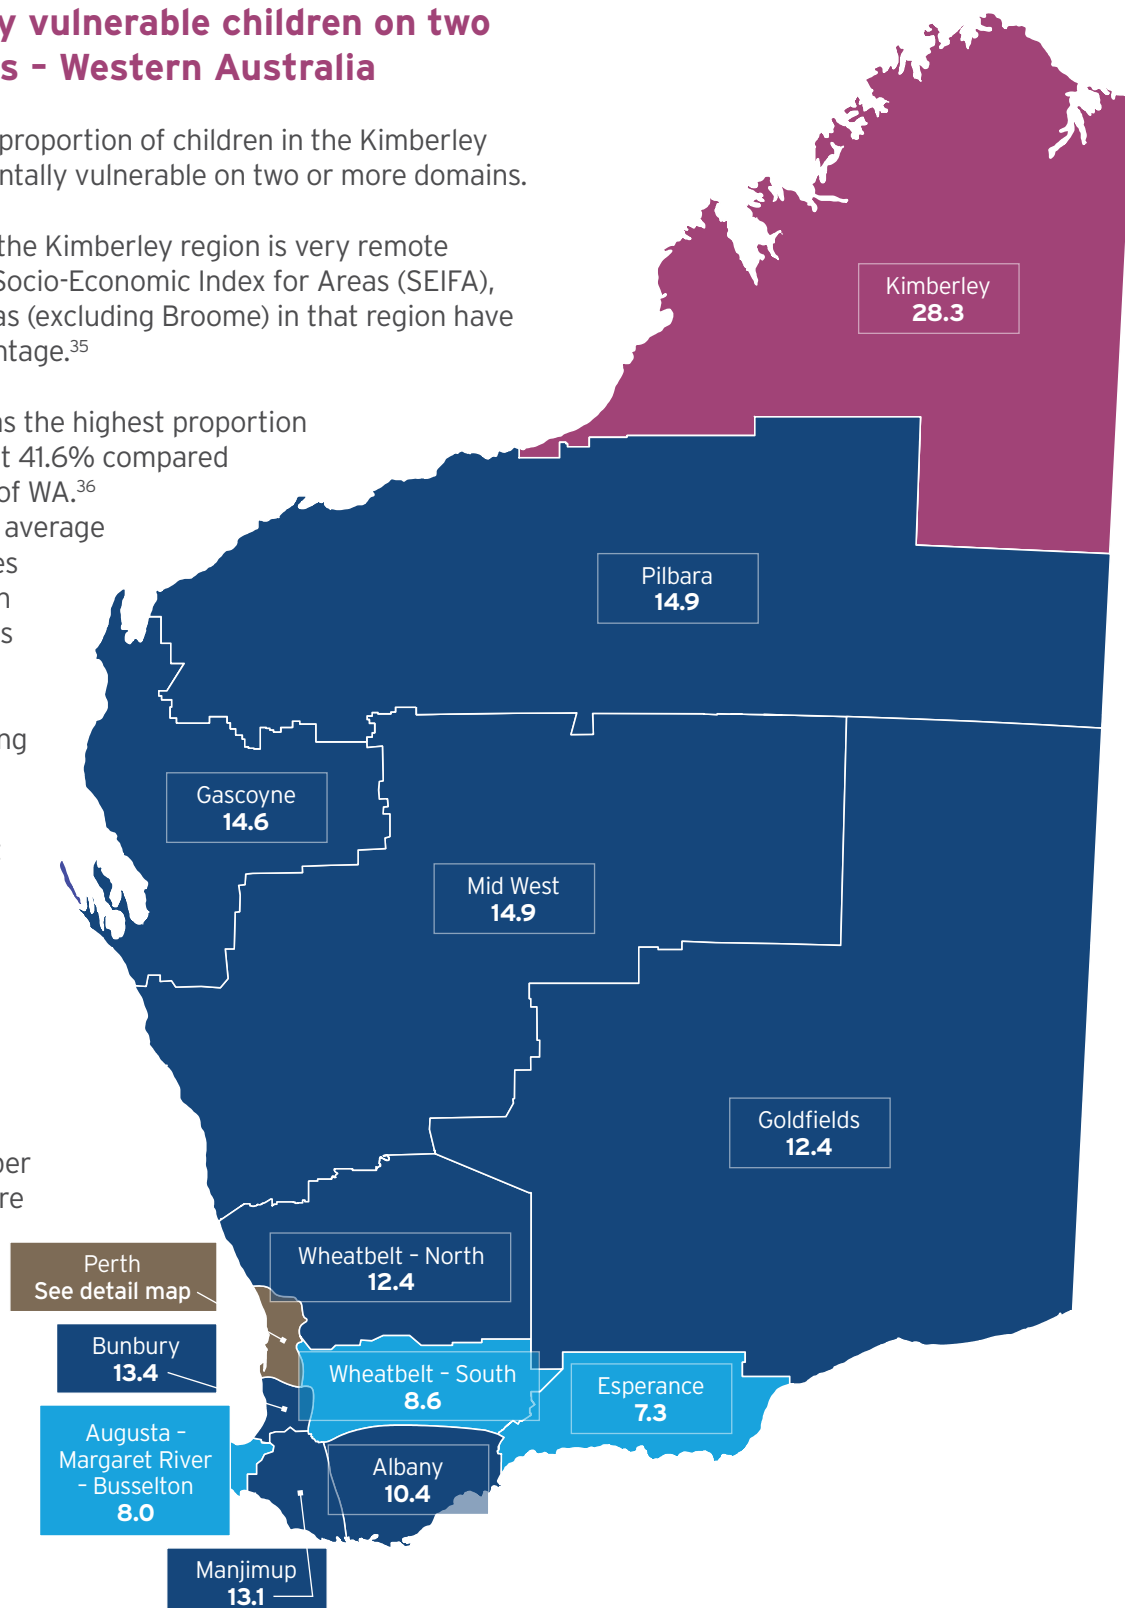 y vulnerable children on two
s – Western Australia
proportion of children in the Kimberley
ntally vulnerable on two or more domains.
the Kimberley region is very remote
Socio-Economic Index for Areas (SEIFA),
as (excluding Broome) in that region have
ntage.35
as the highest proportion
t 41.6% compared
of WA.36
average
es
n
s
ng
per
re
Kimberley
28.3
Pilbara
14.9
Gascoyne
14.6
Mid West
14.9
Goldfields
12.4
Wheatbelt – North
12.4
Perth
See detail map
Bunbury
13.4
Wheatbelt – South
8.6
Esperance
7.3
Augusta –
Margaret River
– Busselton
8.0
Albany
10.4
Manjimup
13.1